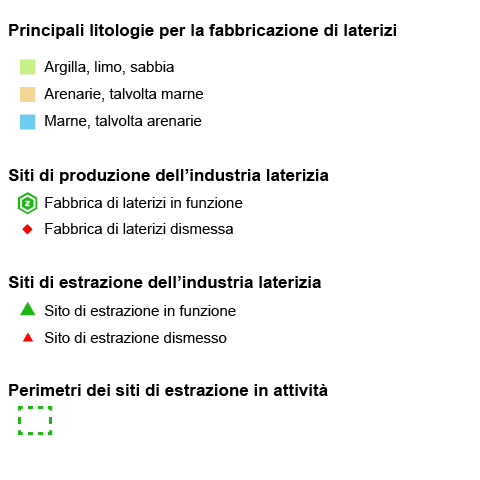 Principali litologie per la fabbricazione di laterizi
Argilla, limo, sabbia
Arenarie, talvolta marne
Marne, talvolta arenarie
Siti di produzione dell'industria laterizia
Fabbrica di laterizi in funzione
Fabbrica di laterizi dismessa
Siti di estrazione dell'industria laterizia
Sito di estrazione in funzione
Sito di estrazione dismesso
Perimetri dei siti di estrazione in attività